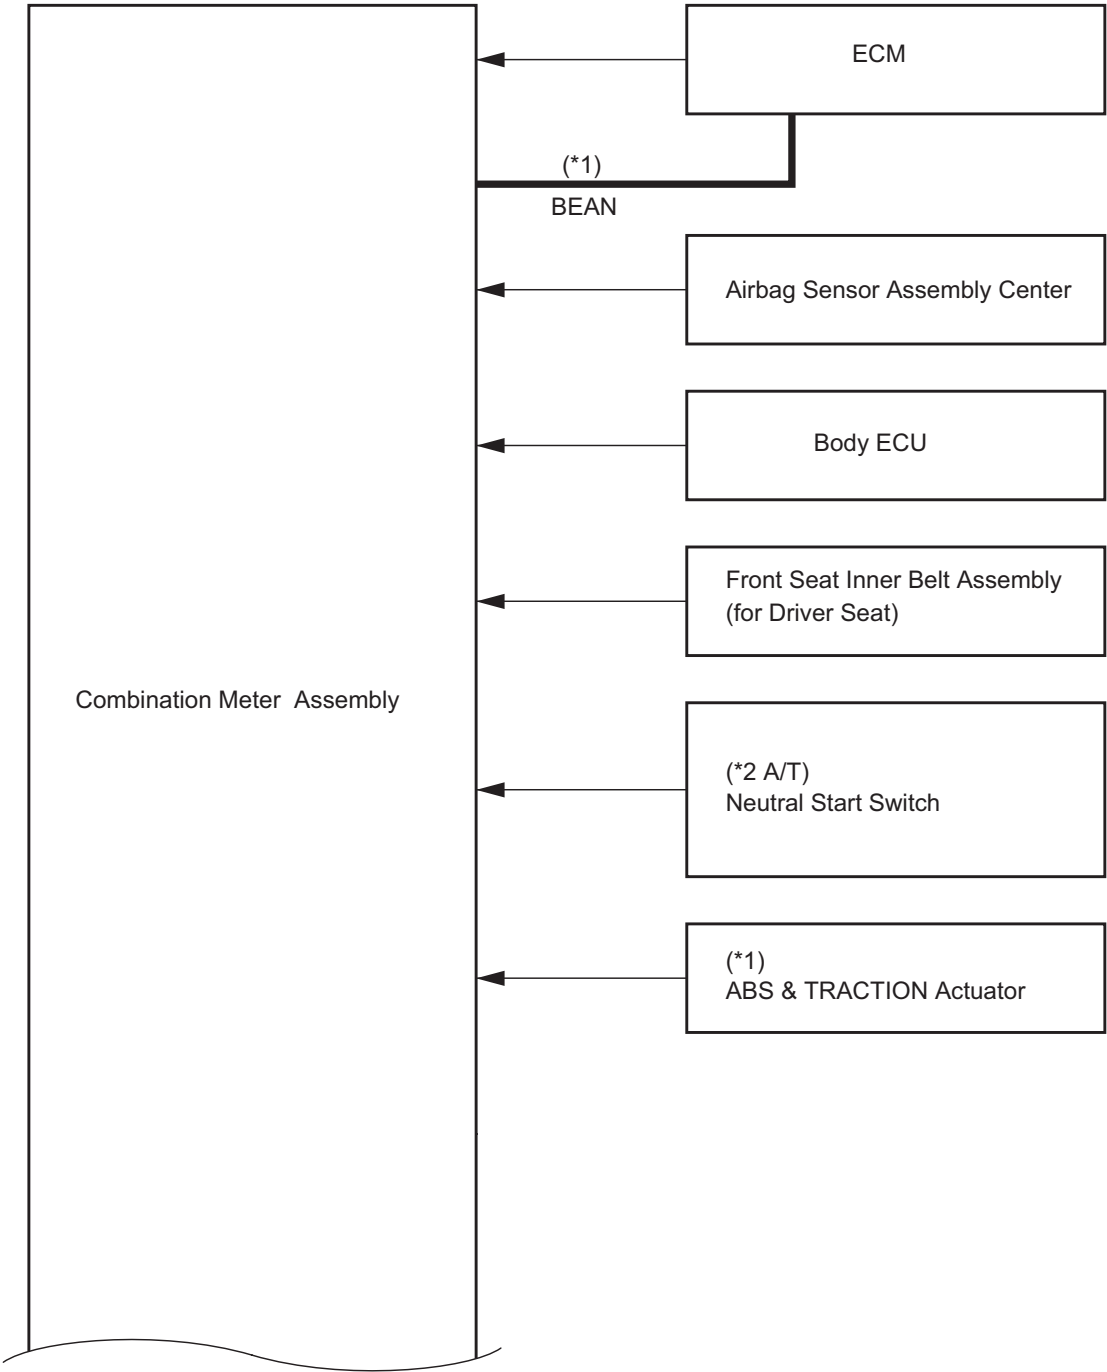 ECM
(*1)
BEAN
Airbag Sensor Assembly Center
Body ECU
Front Seat Inner Belt Assembly
(for Driver Seat)
Combination Meter Assembly
(*2 A/T)
Neutral Start Switch
(*1)
ABS & TRACTION Actuator